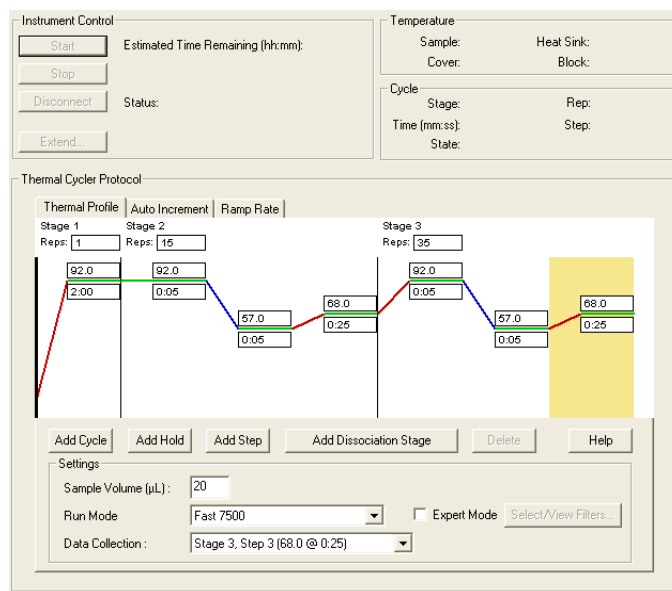 Instrument Control
Start
Estimated Time Remaining (hh:mm):
Stop
Disconnect
Status:
Extend...
Temperature
Sample:
Heat Sink:
Cover:
Block:
Cycle
Stage:
Rep:
Time (mm:ss):
Step:
State:
Thermal Cycler Protocol
Thermal Profile
Auto Increment
Ramp Rate
Stage 1
Reps: 1
Stage 2
Reps: 15
Stage 3
Reps: 35
92.0
2:00
92.0
0:05
57.0
0:05
68.0
0:25
92.0
0:05
57.0
0:05
68.0
0:25
Add Cycle
Add Hold
Add Step
Add Dissociation Stage
Delete
Help
Settings
Sample Volume (µL) : 20
Run Mode
Fast 7500
Expert Mode
Select/View Filters...
Data Collection :
Stage 3, Step 3 (68.0 @ 0:25)